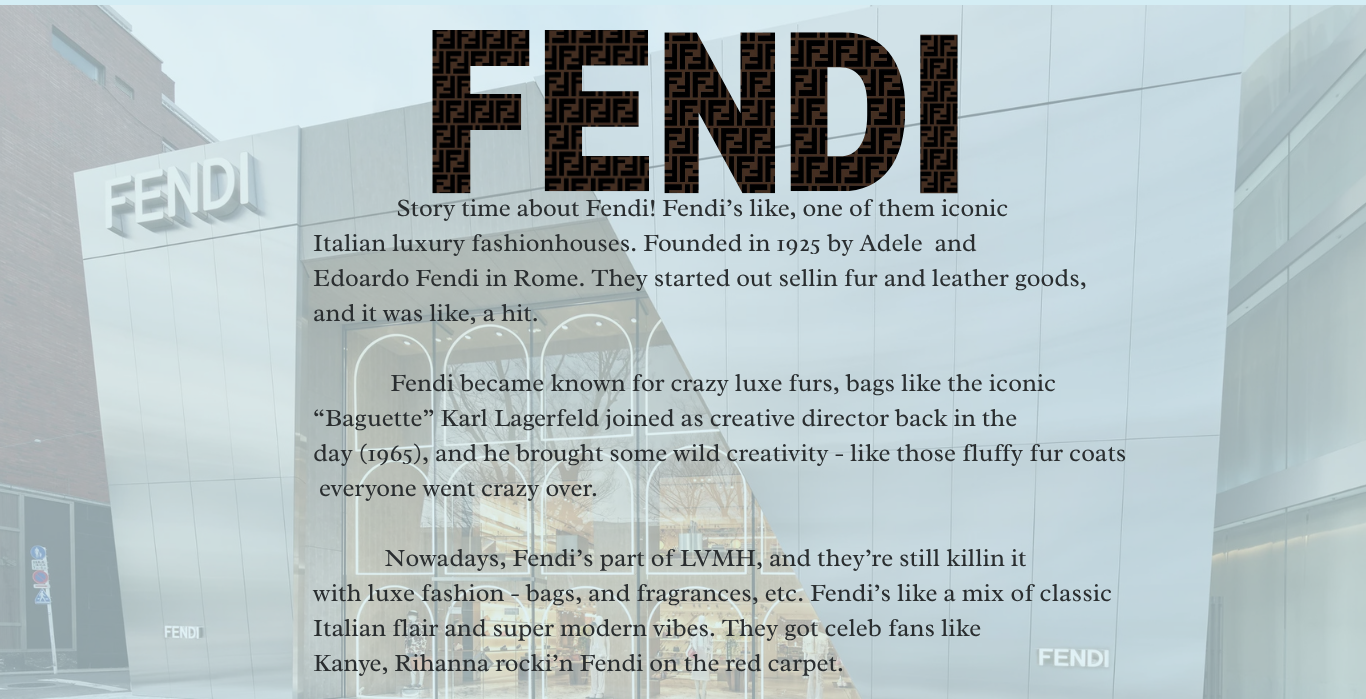 FENDI
FENDI
Story time about Fendi! Fendi’s like, one of them iconic
Italian luxury fashionhouses. Founded in 1925 by Adele and
Edoardo Fendi in Rome. They started out sellin fur and leather goods,
and it was like, a hit.
Fendi became known for crazy luxe furs, bags like the iconic
“Baguette” Karl Lagerfeld joined as creative director back in the
day (1965), and he brought some wild creativity - like those fluffy fur coats
everyone went crazy over.
Nowadays, Fendi’s part of LVMH, and they’re still killin it
with luxe fashion - bags, and fragrances, etc. Fendi’s like a mix of classic
Italian flair and super modern vibes. They got celeb fans like
Kanye, Rihanna rocki’n Fendi on the red carpet.
FENDI
FENDI